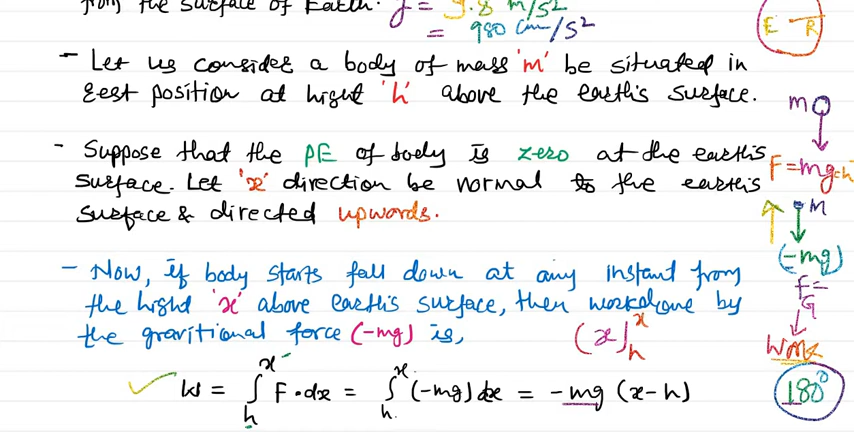 from the surface of Earth. g = 9.8 m/s²
= 980 cm/s²
E R
- Let us consider a body of mass 'm' be situated in
rest position at hight 'h' above the earth's surface.
m
F = mg
- Suppose that the PE of body is zero at the earth's
surface. Let 'x' direction be normal to the earth's
surface & directed upwards.
m
(-mg)
F =
G
Work
180°
- Now, if body starts fall down at any instant from
the hight 'x' above earth's surface, then workdone by
the gravitional force (-mg) is,
(x)ₕˣ
W = ∫ₕˣ F·dx = ∫ₕˣ (-mg) dx = -mg (x-h)